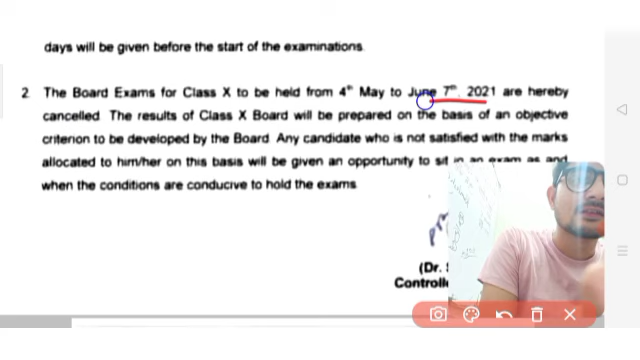 days will be given before the start of the examinations.
2 The Board Exams for Class X to be held from 4th May to June 7th, 2021 are hereby
cancelled The results of Class X Board will be prepared on the basis of an objective
criterion to be developed by the Board Any candidate who is not satisfied with the marks
allocated to him/her on this basis will be given an opportunity to sit in an exam as and
when the conditions are conducive to hold the exams
(Dr.